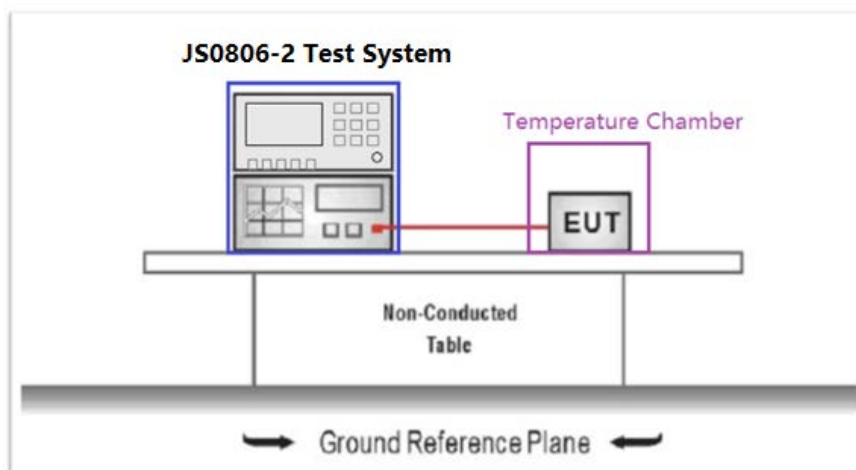 JS0806-2 Test System
Temperature Chamber
EUT
Non-Conducted
Table
Ground Reference Plane